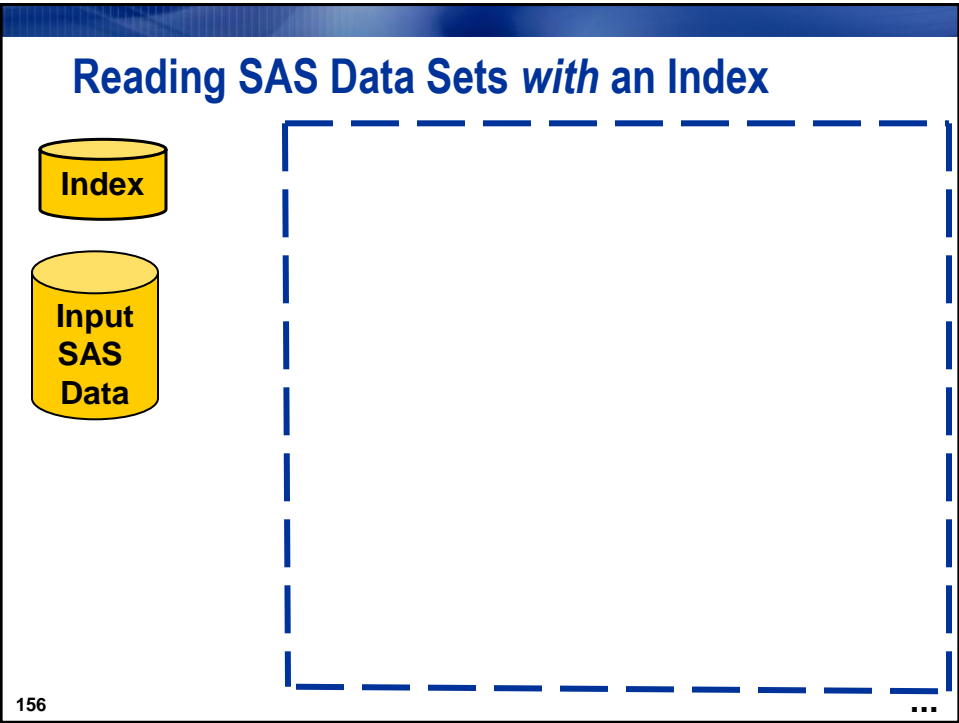 Reading SAS Data Sets with an Index
Index
Input
SAS
Data
156
...